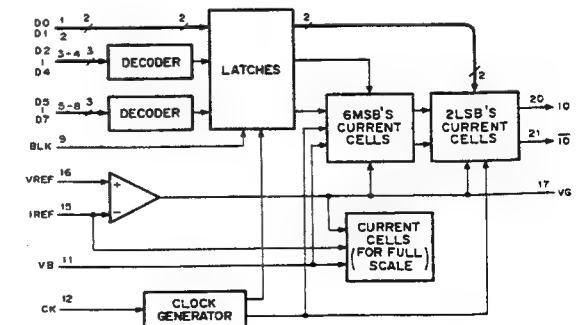 D0 1 2 2 2
D1 2
D2 3-4 3
D4
DECODER
LATCHES
2
D5 5-8 3
D7
DECODER
6MSB'S
CURRENT
CELLS
2LSB'S
CURRENT
CELLS
20 IO
21 IO
BLK 9
VREF 16
+
17 VG
IREF 15
−
CURRENT
CELLS
(FOR FULL
SCALE)
VB 11
CK 12
CLOCK
GENERATOR